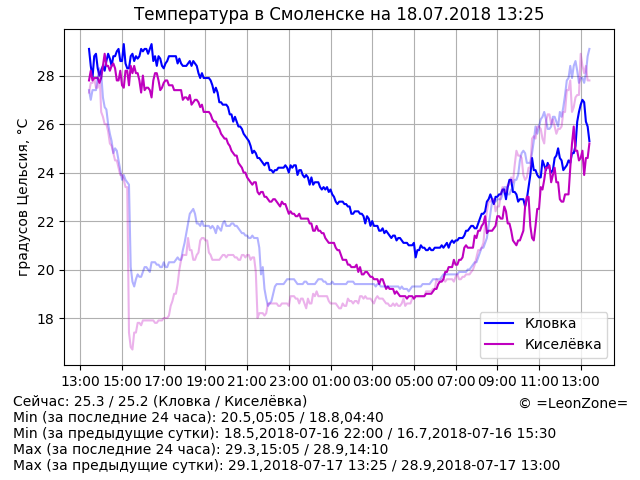 Температура в Смоленске на 18.07.2018 13:25
градусов Цельсия, °C
28
26
24
22
20
18
13:00 15:00 17:00 19:00 21:00 23:00 01:00 03:00 05:00 07:00 09:00 11:00 13:00
Кловка
Киселёвка
Сейчас: 25.3 / 25.2 (Кловка / Киселёвка)
© =LeonZone=
Min (за последние 24 часа): 20.5,05:05 / 18.8,04:40
Min (за предыдущие сутки): 18.5,2018-07-16 22:00 / 16.7,2018-07-16 15:30
Max (за последние 24 часа): 29.3,15:05 / 28.9,14:10
Max (за предыдущие сутки): 29.1,2018-07-17 13:25 / 28.9,2018-07-17 13:00